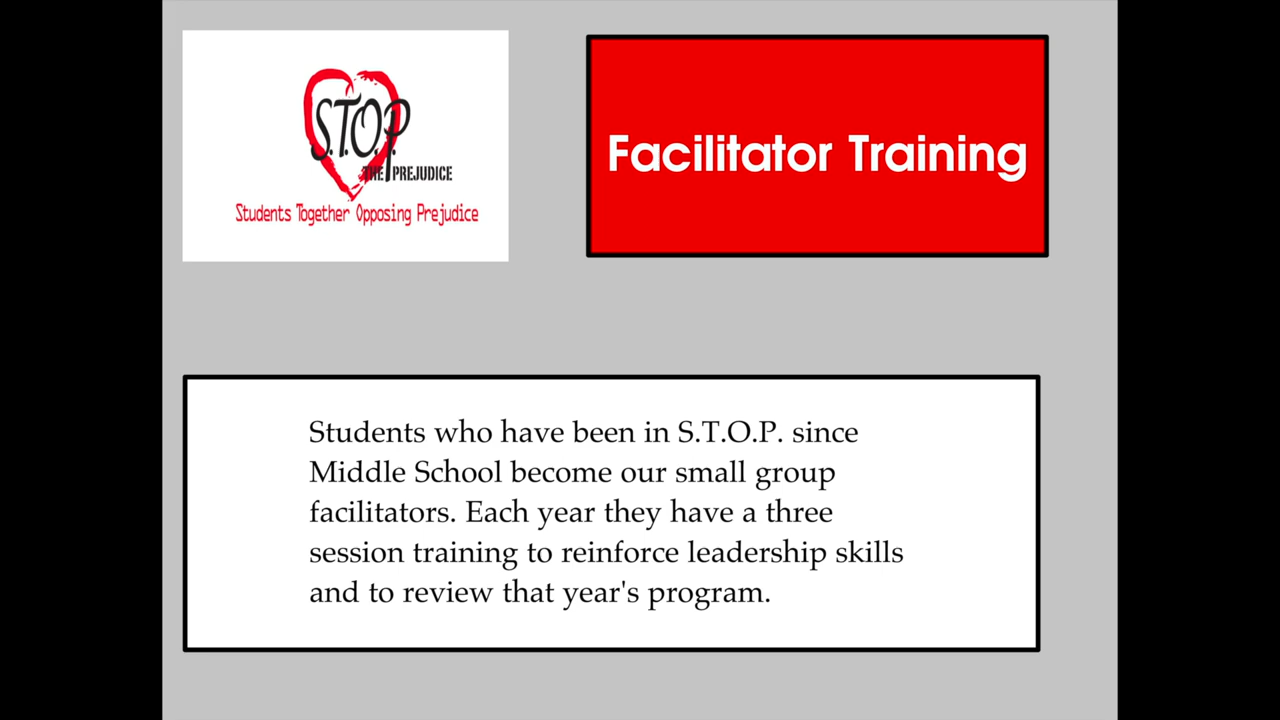 S.T.O.P.
THE PREJUDICE
Students Together Opposing Prejudice
Facilitator Training
Students who have been in S.T.O.P. since
Middle School become our small group
facilitators. Each year they have a three
session training to reinforce leadership skills
and to review that year's program.